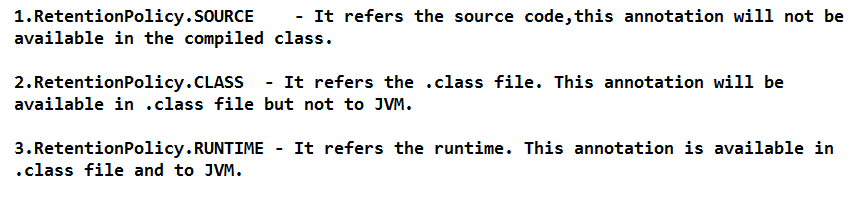 1.RetentionPolicy.SOURCE    - It refers the source code,this annotation will not be
available in the compiled class.
2.RetentionPolicy.CLASS  - It refers the .class file. This annotation will be
available in .class file but not to JVM.
3.RetentionPolicy.RUNTIME - It refers the runtime. This annotation is available in
.class file and to JVM.